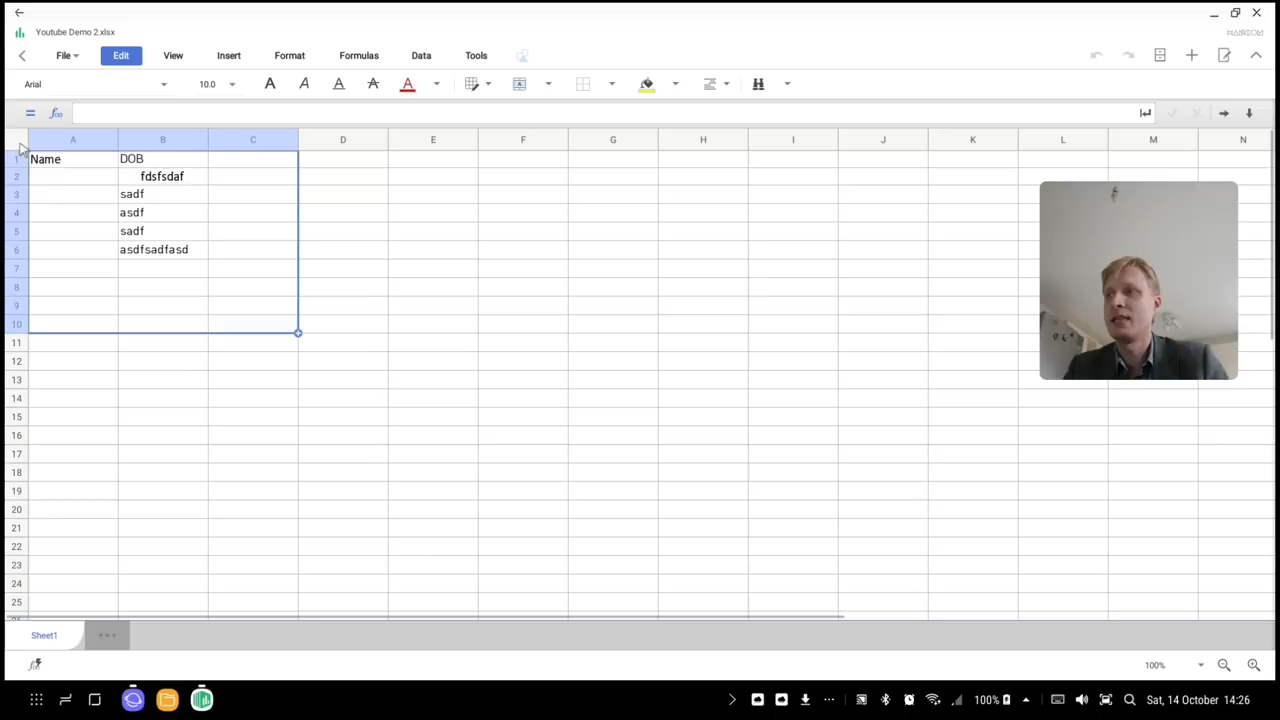 Youtube Demo 2.xlsx
File Edit View Insert Format Formulas Data Tools
Arial 10.0 A A A A A
= fx
A B C D E F G H I J K L M N
1 Name DOB
2 fdsfsdaf
3 sadf
4 asdf
5 sadf
6 asdfsadfasd
7
8
9
10
11
12
13
14
15
16
17
18
19
20
21
22
23
24
25
Sheet1
100%
100% Sat, 14 October 14:26